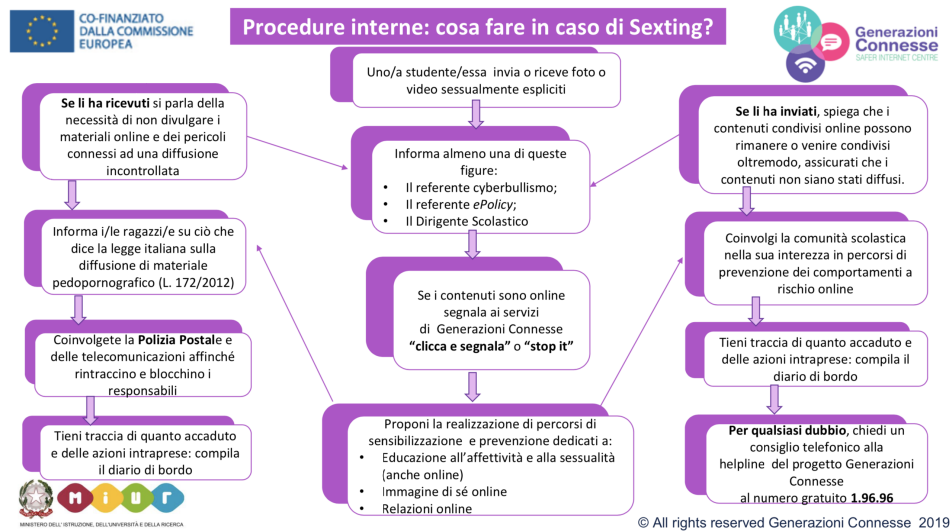 CO-FINANZIATO
DALLA COMMISSIONE
EUROPEA
Procedure interne: cosa fare in caso di Sexting?
Generazioni
Connesse
SAFER INTERNET CENTRE
Uno/a studente/essa invia o riceve foto o
video sessualmente espliciti
Se li ha ricevuti si parla della
necessità di non divulgare i
materiali online e dei pericoli
connessi ad una diffusione
incontrollata
Informa i/le ragazzi/e su ciò che
dice la legge italiana sulla
diffusione di materiale
pedopornografico (L. 172/2012)
Coinvolgete la Polizia Postale e
delle telecomunicazioni affinché
rintraccino e blocchino i
responsabili
Tieni traccia di quanto accaduto
e delle azioni intraprese: compila
il diario di bordo
Informa almeno una di queste
figure:
• Il referente cyberbullismo;
• Il referente ePolicy;
• Il Dirigente Scolastico
Se i contenuti sono online
segnala ai servizi
di Generazioni Connesse
“clicca e segnala” o “stop it”
Proponi la realizzazione di percorsi di
sensibilizzazione e prevenzione dedicati a:
• Educazione all’affettività e alla sessualità
(anche online)
• Immagine di sé online
• Relazioni online
Se li ha inviati, spiega che i
contenuti condivisi online possono
rimanere o venire condivisi
oltremodo, assicurati che i
contenuti non siano stati diffusi.
Coinvolgi la comunità scolastica
nella sua interezza in percorsi di
prevenzione dei comportamenti a
rischio online
Tieni traccia di quanto accaduto e
delle azioni intraprese: compila il
diario di bordo
Per qualsiasi dubbio, chiedi un
consiglio telefonico alla
helpline del progetto Generazioni
Connesse
al numero gratuito 1.96.96
miur
MINISTERO DELL' ISTRUZIONE, DELL'UNIVERSITÀ E DELLA RICERCA
© All rights reserved Generazioni Connesse 2019